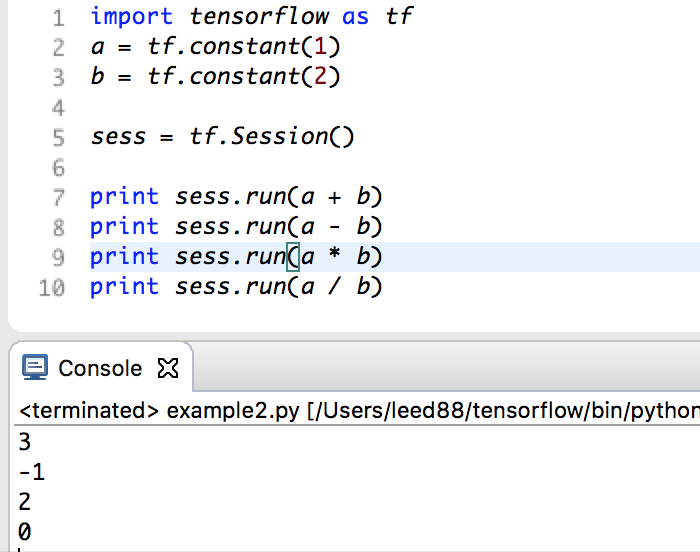 1 import tensorflow as tf
2 a = tf.constant(1)
3 b = tf.constant(2)
4
5 sess = tf.Session()
6
7 print sess.run(a + b)
8 print sess.run(a - b)
9 print sess.run(a * b)
10 print sess.run(a / b)
Console
<terminated> example2.py [/Users/leed88/tensorflow/bin/python
3
-1
2
0